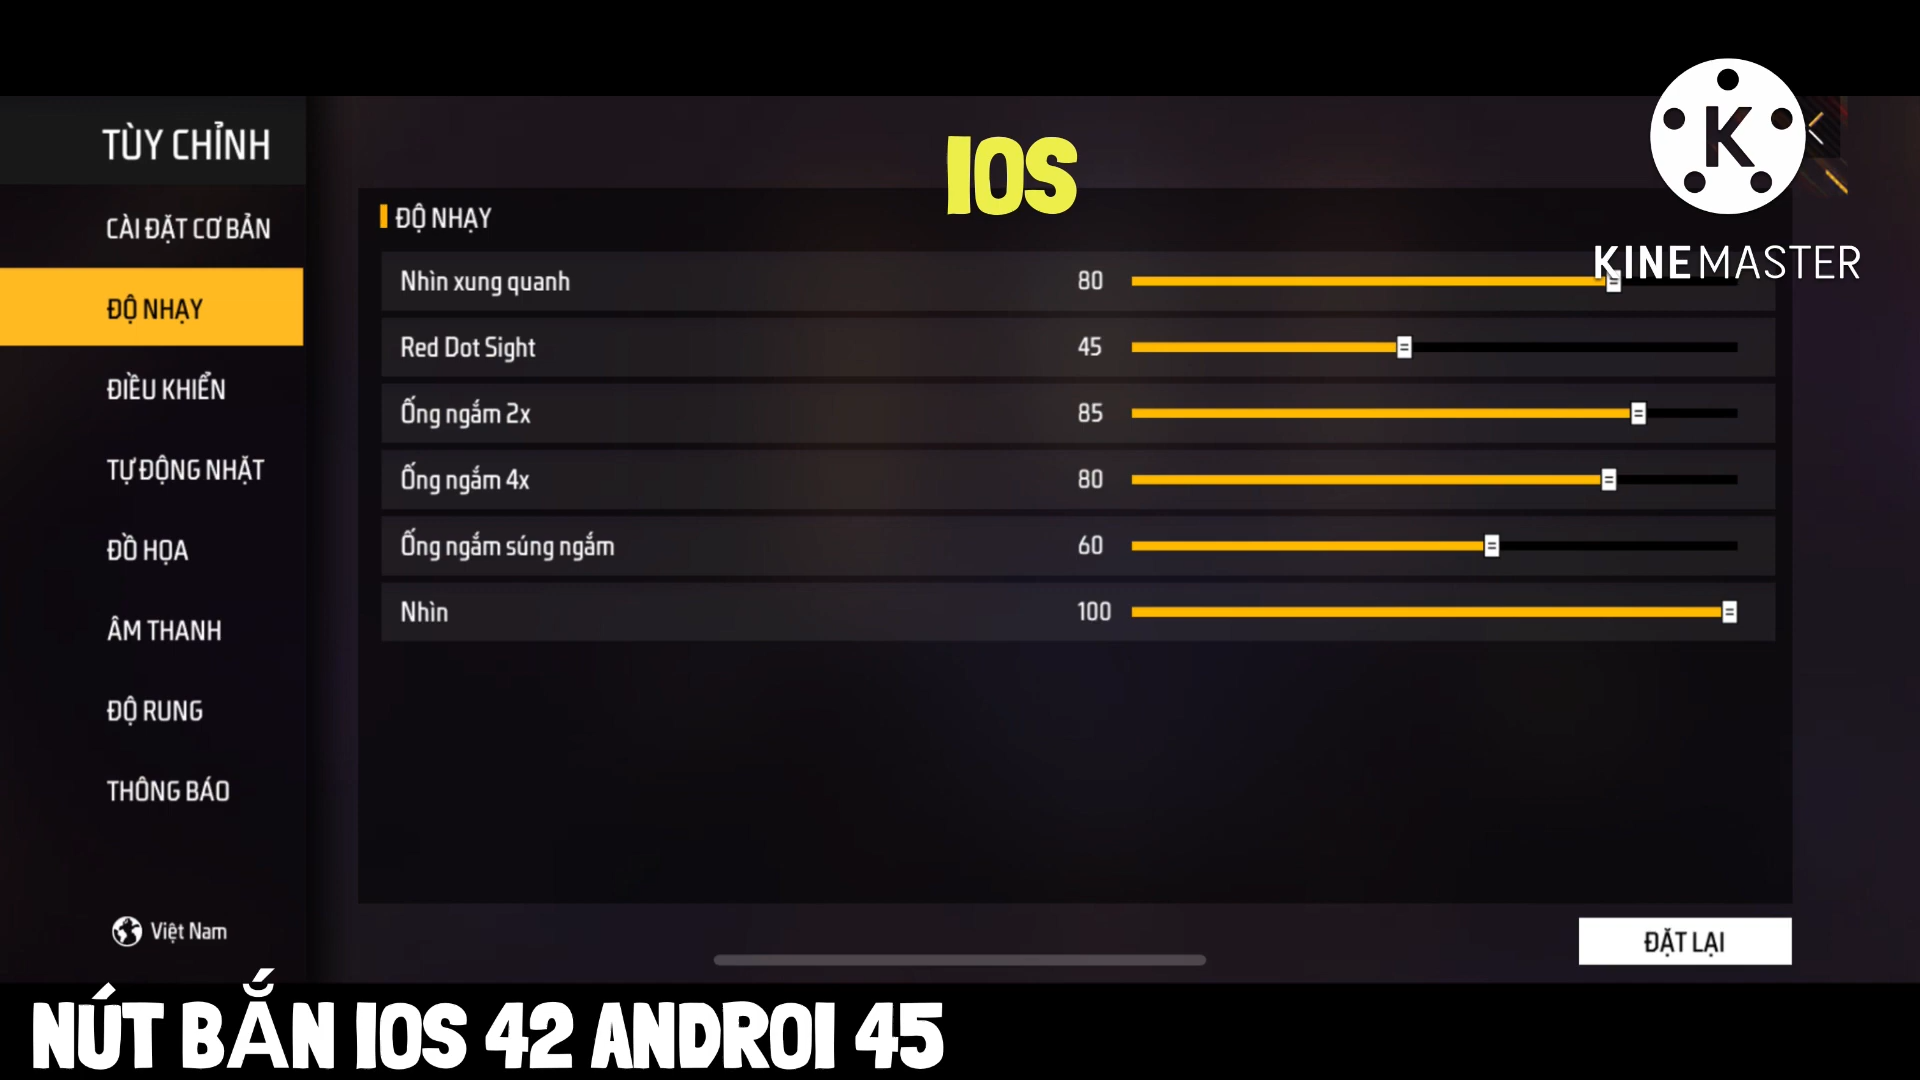 KINEMASTER
TÙY CHỈNH
IOS
CÀI ĐẶT CƠ BẢN
ĐỘ NHẠY
ĐIỀU KHIỂN
TỰ ĐỘNG NHẶT
ĐỒ HỌA
ÂM THANH
ĐỘ RUNG
THÔNG BÁO
Việt Nam
ĐỘ NHẠY
Nhìn xung quanh 80
Red Dot Sight 45
Ống ngắm 2x 85
Ống ngắm 4x 80
Ống ngắm súng ngắm 60
Nhìn 100
ĐẶT LẠI
NÚT BẮN IOS 42 ANDROI 45